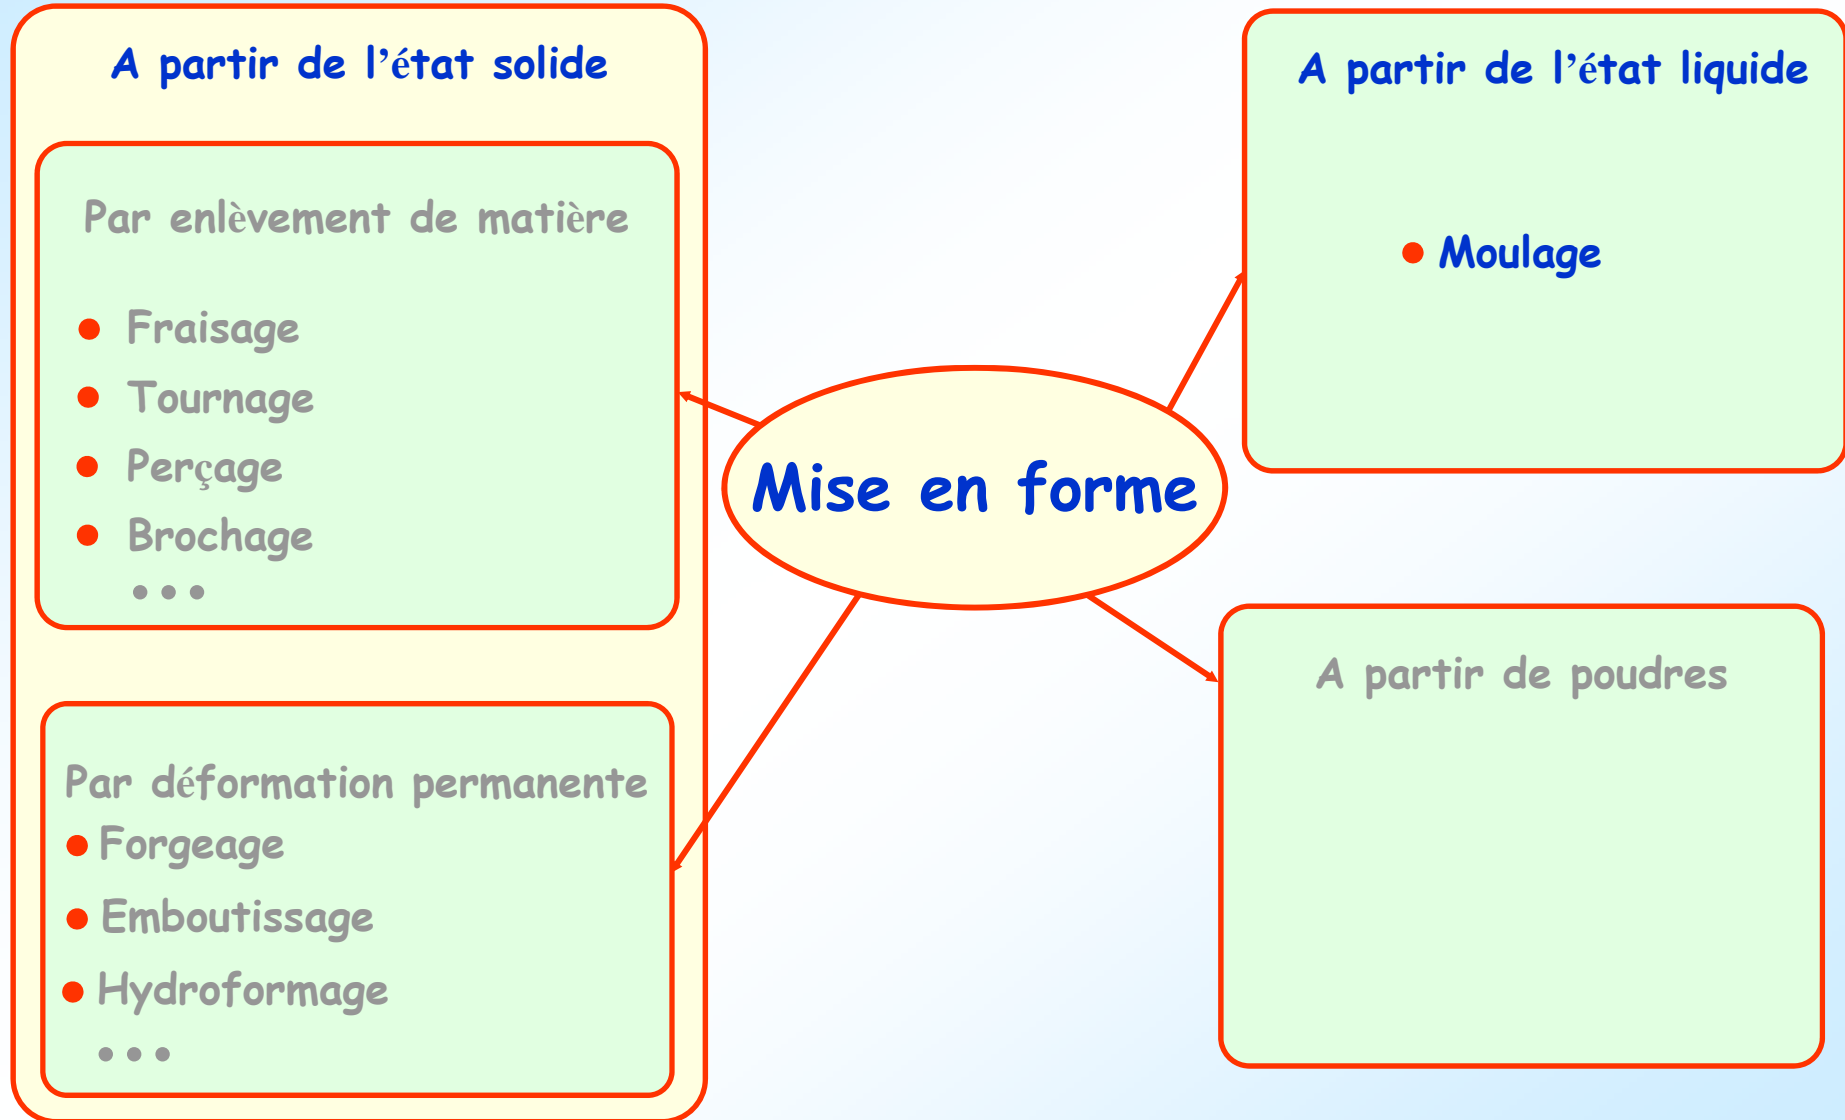 A partir de l’état solide
Par enlèvement de matière
• Fraisage
• Tournage
• Perçage
• Brochage
•••
Par déformation permanente
• Forgeage
• Emboutissage
• Hydroformage
•••
Mise en forme
A partir de l’état liquide
• Moulage
A partir de poudres